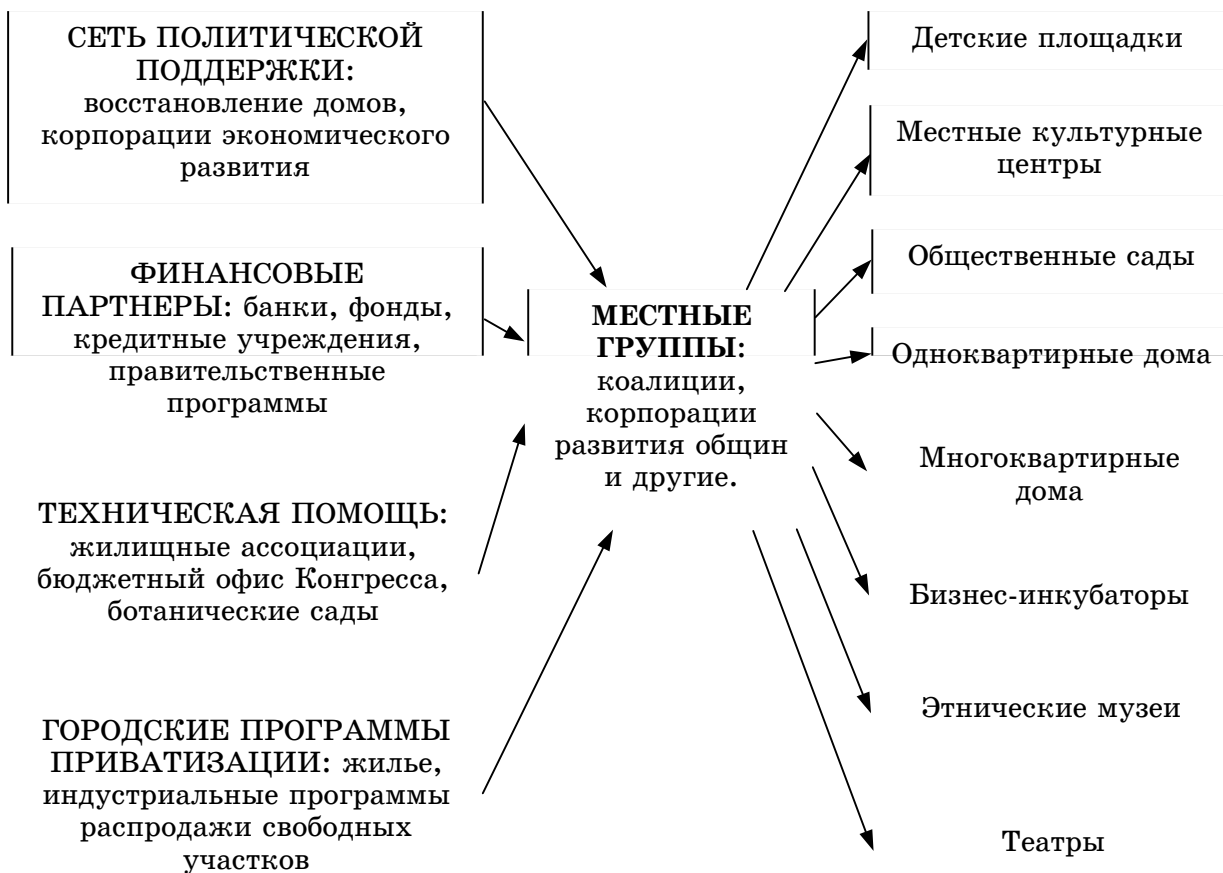 СЕТЬ ПОЛИТИЧЕСКОЙ
ПОДДЕРЖКИ:
восстановление домов,
корпорации экономического
развития
ФИНАНСОВЫЕ
ПАРТНЕРЫ: банки, фонды,
кредитные учреждения,
правительственные
программы
ТЕХНИЧЕСКАЯ ПОМОЩЬ:
жилищные ассоциации,
бюджетный офис Конгресса,
ботанические сады
ГОРОДСКИЕ ПРОГРАММЫ
ПРИВАТИЗАЦИИ: жилье,
индустриальные программы
распродажи свободных
участков
МЕСТНЫЕ
ГРУППЫ:
коалиции,
корпорации
развития общин
и другие.
Детские площадки
Местные культурные
центры
Общественные сады
Одноквартирные дома
Многоквартирные
дома
Бизнес-инкубаторы
Этнические музеи
Театры